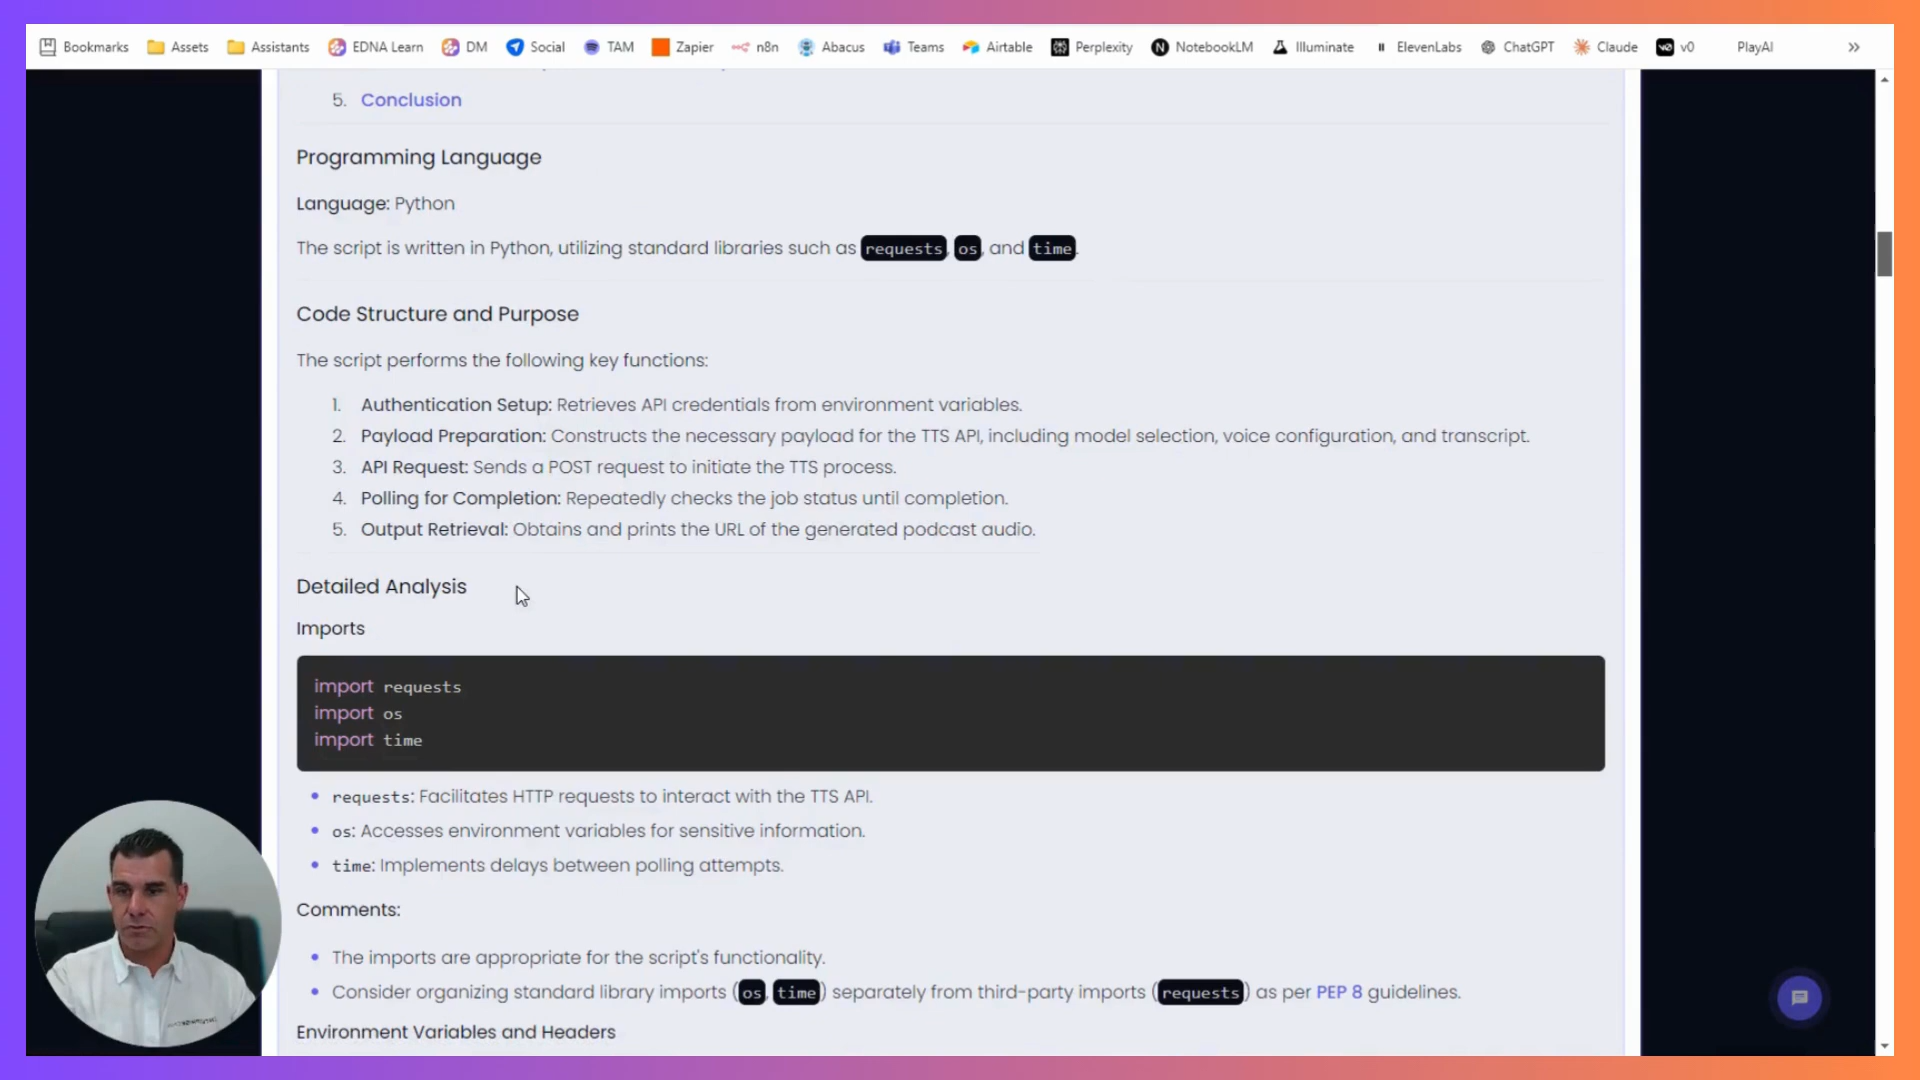 Bookmarks Assets Assistants EDNA Learn DM Social TAM Zapier n8n Abacus Teams Airtable Perplexity NotebookLM Illuminate ElevenLabs ChatGPT Claude v0 PlayAI »
5. Conclusion
Programming Language
Language: Python
The script is written in Python, utilizing standard libraries such as requests, os, and time.
Code Structure and Purpose
The script performs the following key functions:
1. Authentication Setup: Retrieves API credentials from environment variables.
2. Payload Preparation: Constructs the necessary payload for the TTS API, including model selection, voice configuration, and transcript.
3. API Request: Sends a POST request to initiate the TTS process.
4. Polling for Completion: Repeatedly checks the job status until completion.
5. Output Retrieval: Obtains and prints the URL of the generated podcast audio.
Detailed Analysis
Imports
import requests
import os
import time
• requests: Facilitates HTTP requests to interact with the TTS API.
• os: Accesses environment variables for sensitive information.
• time: Implements delays between polling attempts.
Comments:
• The imports are appropriate for the script's functionality.
• Consider organizing standard library imports (os, time) separately from third-party imports (requests) as per PEP 8 guidelines.
Environment Variables and Headers